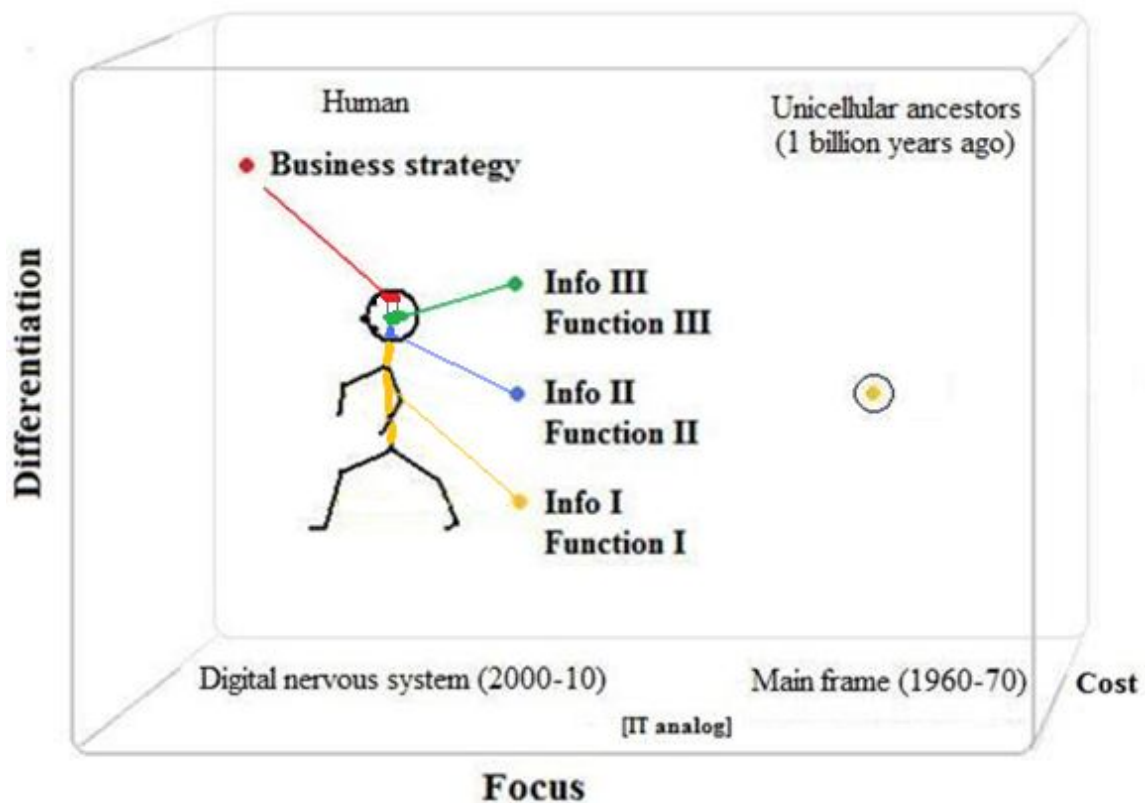 Human
Unicellular ancestors
(1 billion years ago)
Business strategy
Differentiation
Info III
Function III
Info II
Function II
Info I
Function I
Digital nervous system (2000-10)
Main frame (1960-70)
Cost
[IT analog]
Focus